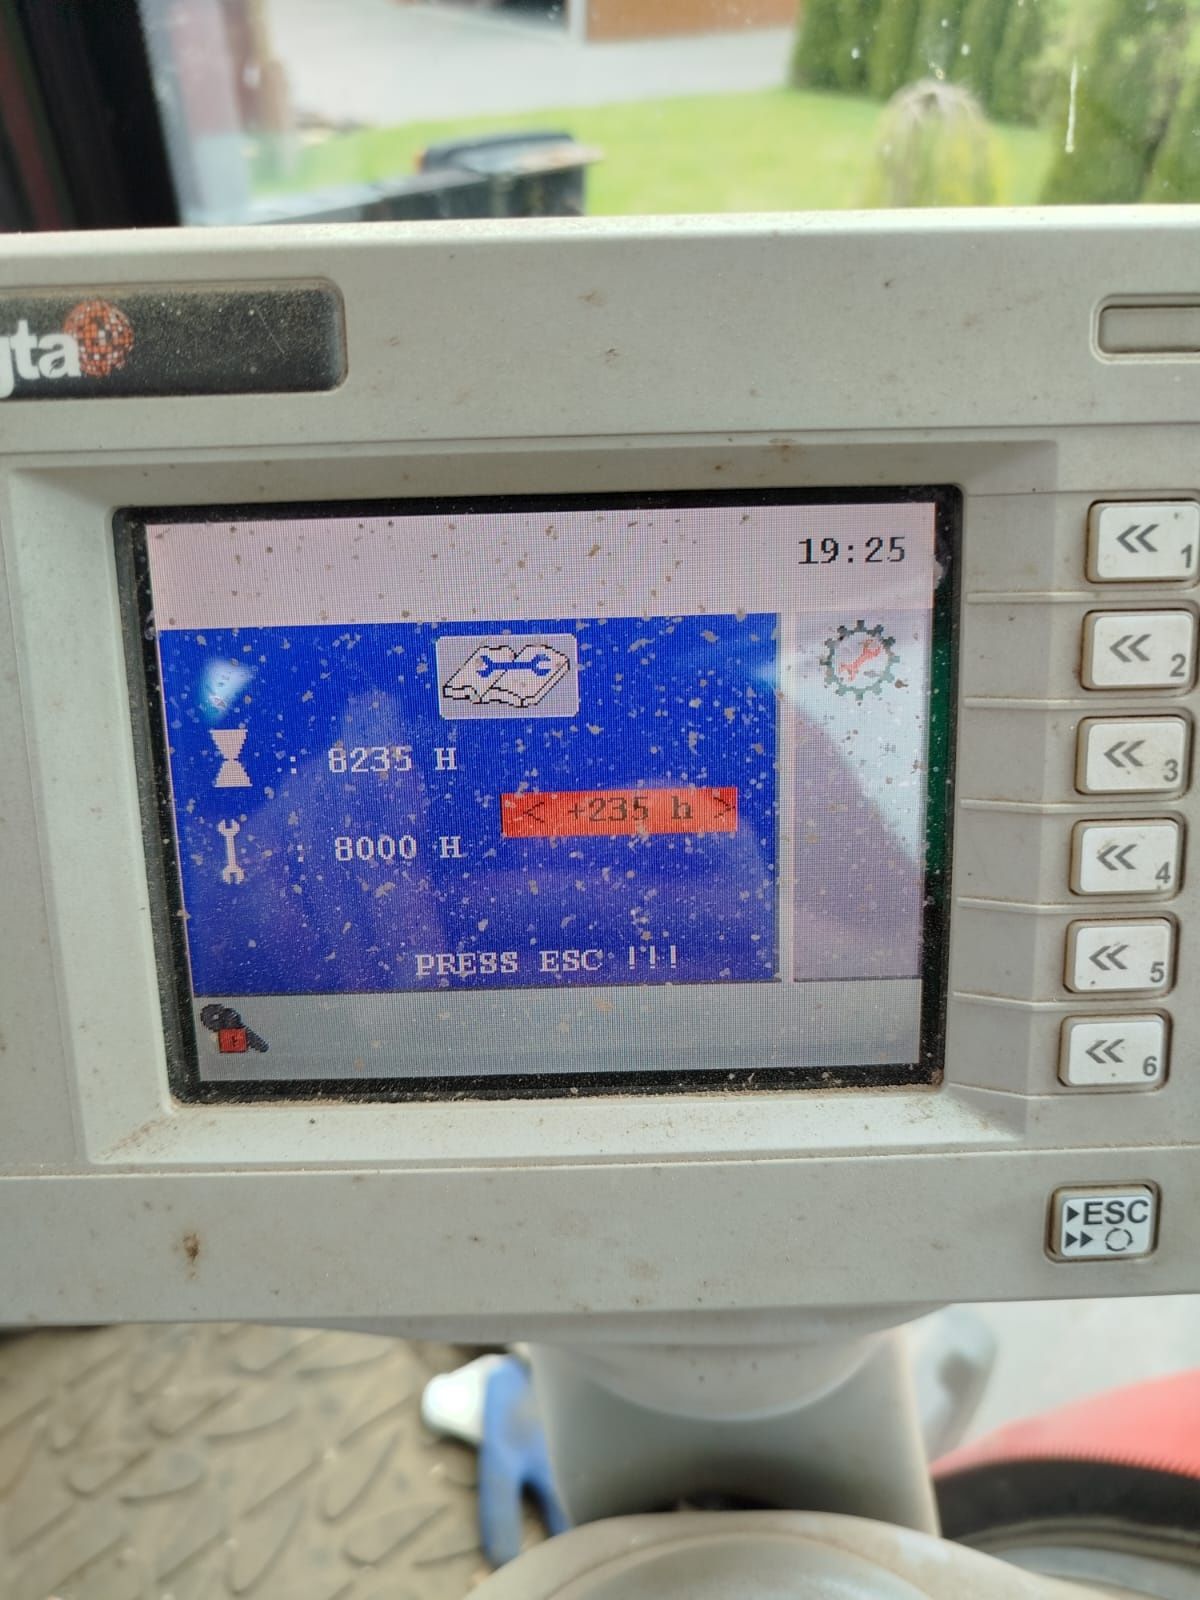 gta
19:25
: 8235 H
< +235 h >
: 8000 H
PRESS ESC !!!
<< 1
<< 2
<< 3
<< 4
<< 5
<< 6
ESC